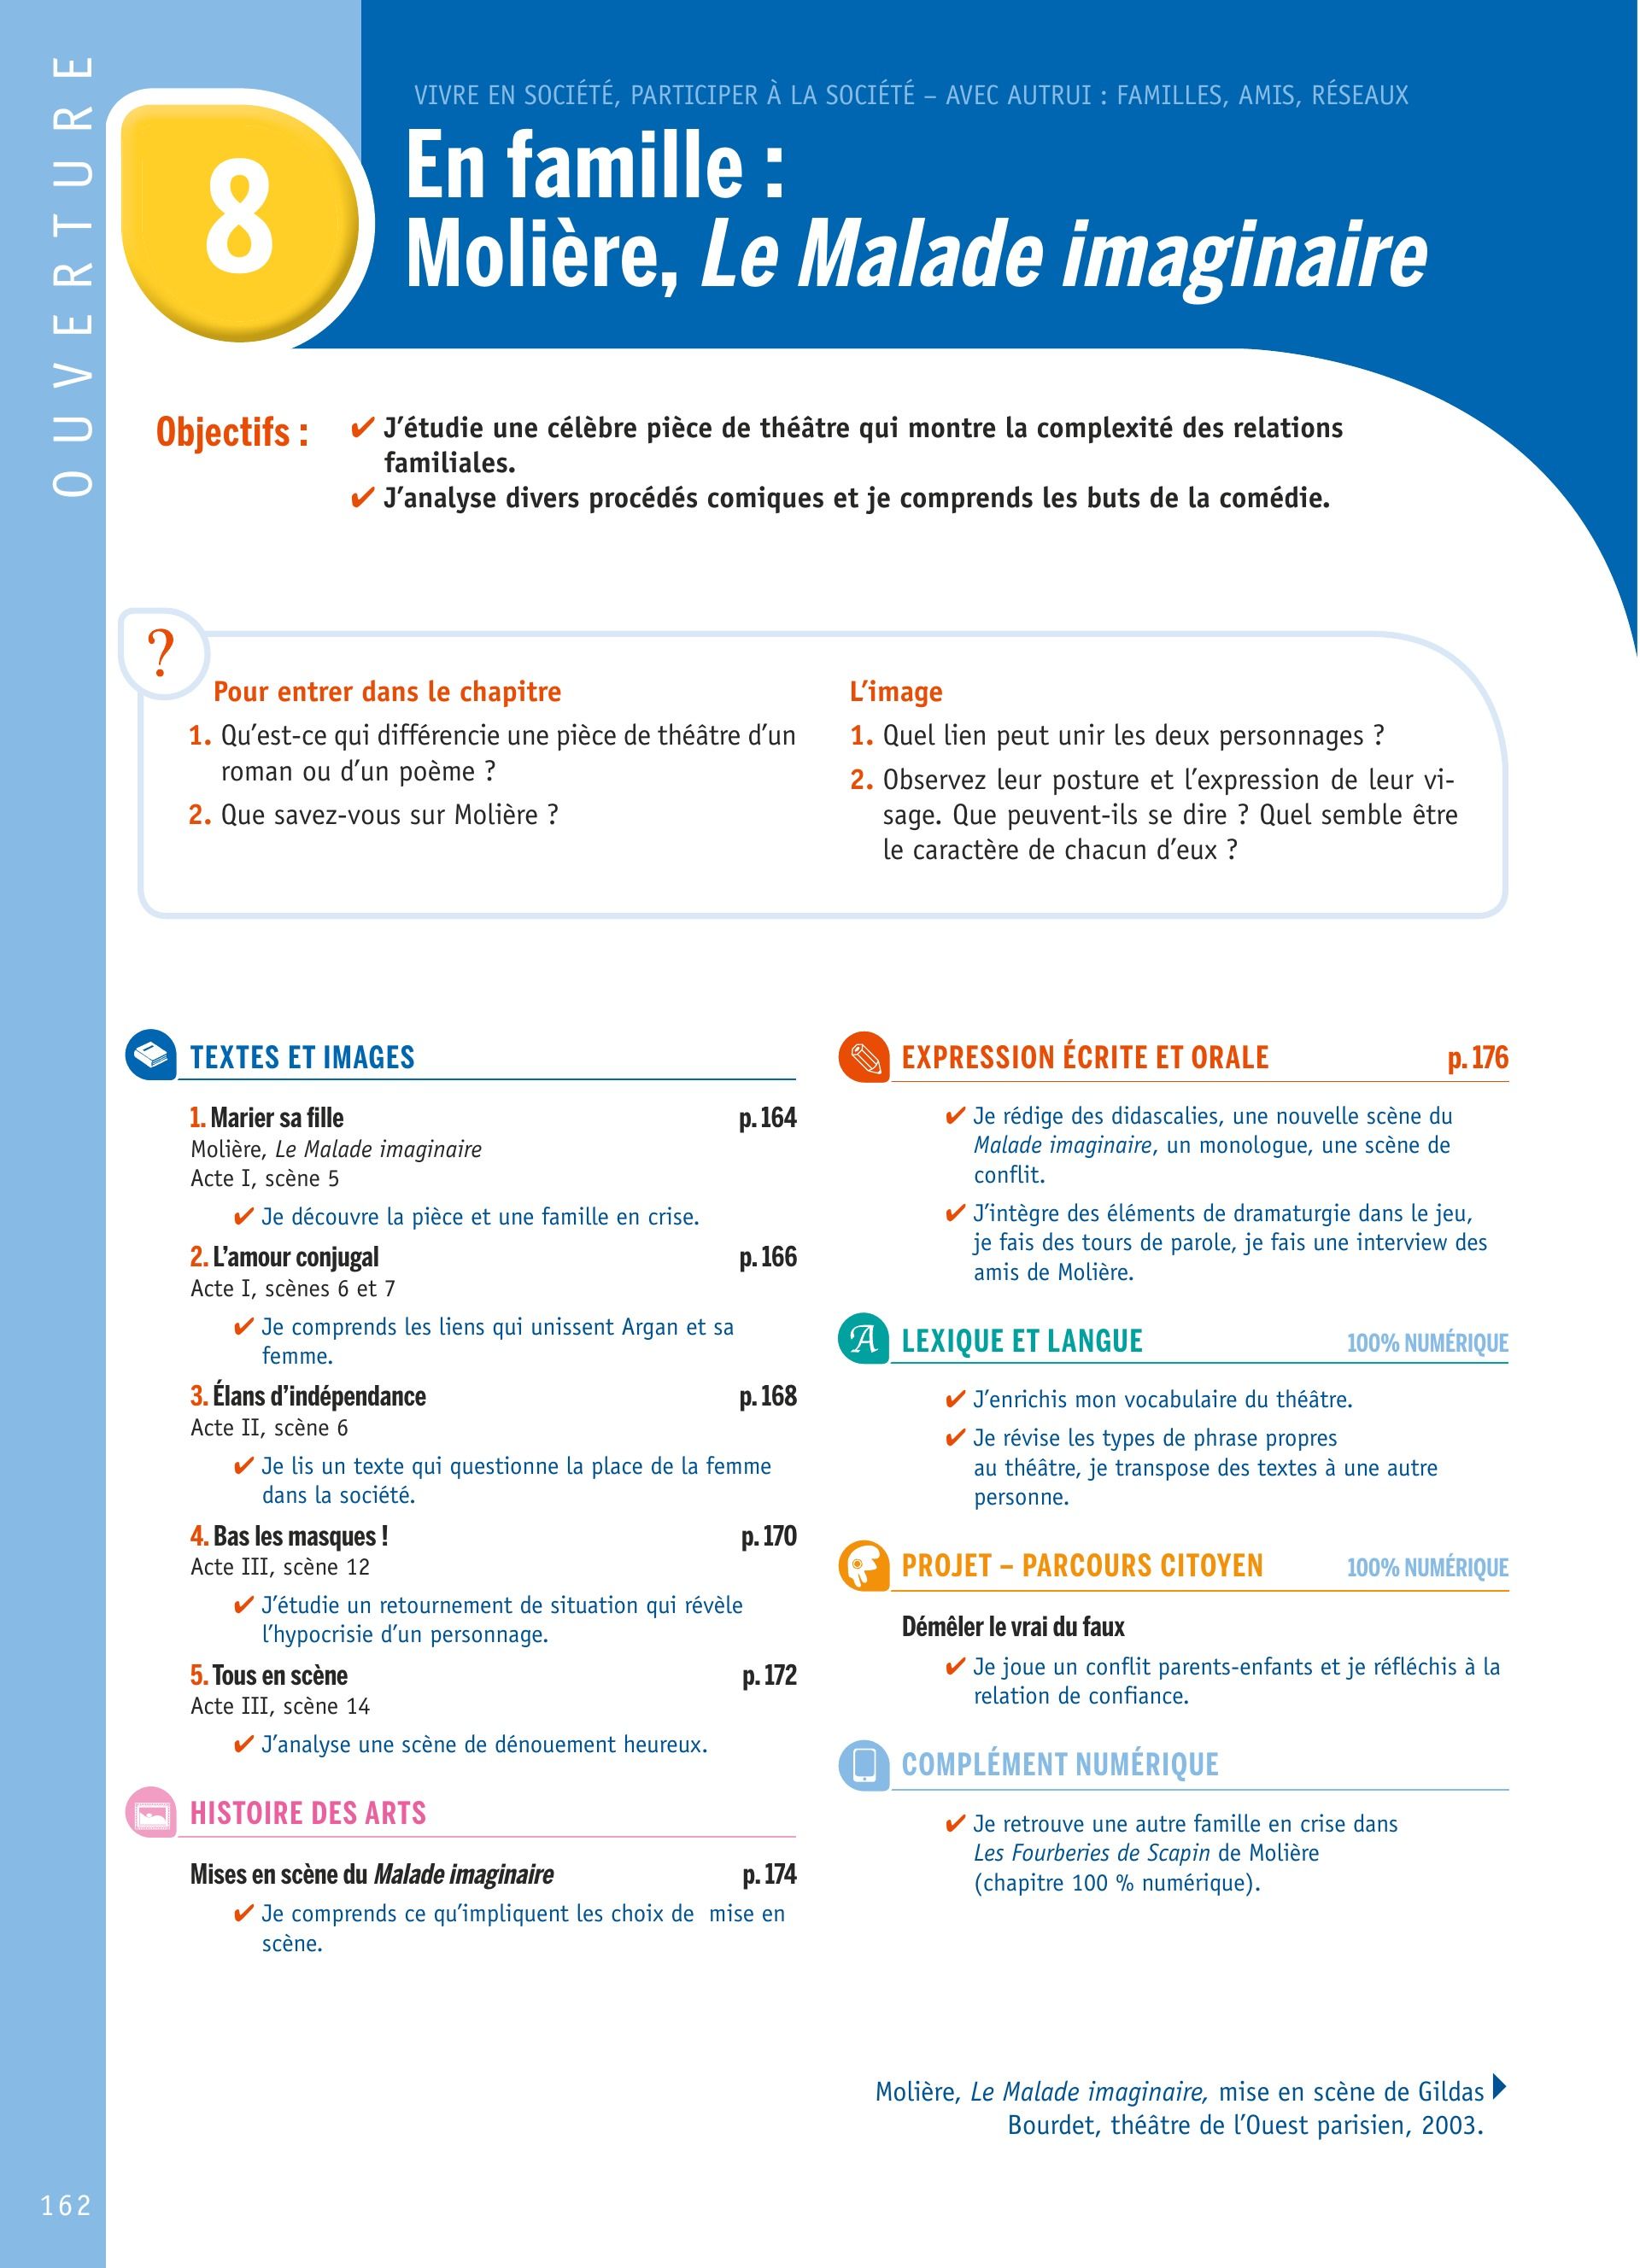 OUVERTURE
8
VIVRE EN SOCIÉTÉ, PARTICIPER À LA SOCIÉTÉ – AVEC AUTRUI : FAMILLES, AMIS, RÉSEAUX
En famille :
Molière, Le Malade imaginaire
Objectifs :
✔ J’étudie une célèbre pièce de théâtre qui montre la complexité des relations
familiales.
✔ J’analyse divers procédés comiques et je comprends les buts de la comédie.
?
Pour entrer dans le chapitre
1. Qu’est-ce qui différencie une pièce de théâtre d’un
roman ou d’un poème ?
2. Que savez-vous sur Molière ?
L’image
1. Quel lien peut unir les deux personnages ?
2. Observez leur posture et l’expression de leur vi-
sage. Que peuvent-ils se dire ? Quel semble être
le caractère de chacun d’eux ?
TEXTES ET IMAGES
1. Marier sa fille p. 164
Molière, Le Malade imaginaire
Acte I, scène 5
✔ Je découvre la pièce et une famille en crise.
2. L’amour conjugal p. 166
Acte I, scènes 6 et 7
✔ Je comprends les liens qui unissent Argan et sa
femme.
3. Élans d’indépendance p. 168
Acte II, scène 6
✔ Je lis un texte qui questionne la place de la femme
dans la société.
4. Bas les masques ! p. 170
Acte III, scène 12
✔ J’étudie un retournement de situation qui révèle
l’hypocrisie d’un personnage.
5. Tous en scène p. 172
Acte III, scène 14
✔ J’analyse une scène de dénouement heureux.
HISTOIRE DES ARTS
Mises en scène du Malade imaginaire p. 174
✔ Je comprends ce qu’impliquent les choix de mise en
scène.
EXPRESSION ÉCRITE ET ORALE p. 176
✔ Je rédige des didascalies, une nouvelle scène du
Malade imaginaire, un monologue, une scène de
conflit.
✔ J’intègre des éléments de dramaturgie dans le jeu,
je fais des tours de parole, je fais une interview des
amis de Molière.
A LEXIQUE ET LANGUE 100% NUMÉRIQUE
✔ J’enrichis mon vocabulaire du théâtre.
✔ Je révise les types de phrase propres
au théâtre, je transpose des textes à une autre
personne.
PROJET – PARCOURS CITOYEN 100% NUMÉRIQUE
Démêler le vrai du faux
✔ Je joue un conflit parents-enfants et je réfléchis à la
relation de confiance.
COMPLÉMENT NUMÉRIQUE
✔ Je retrouve une autre famille en crise dans
Les Fourberies de Scapin de Molière
(chapitre 100 % numérique).
Molière, Le Malade imaginaire, mise en scène de Gildas
Bourdet, théâtre de l’Ouest parisien, 2003.
162